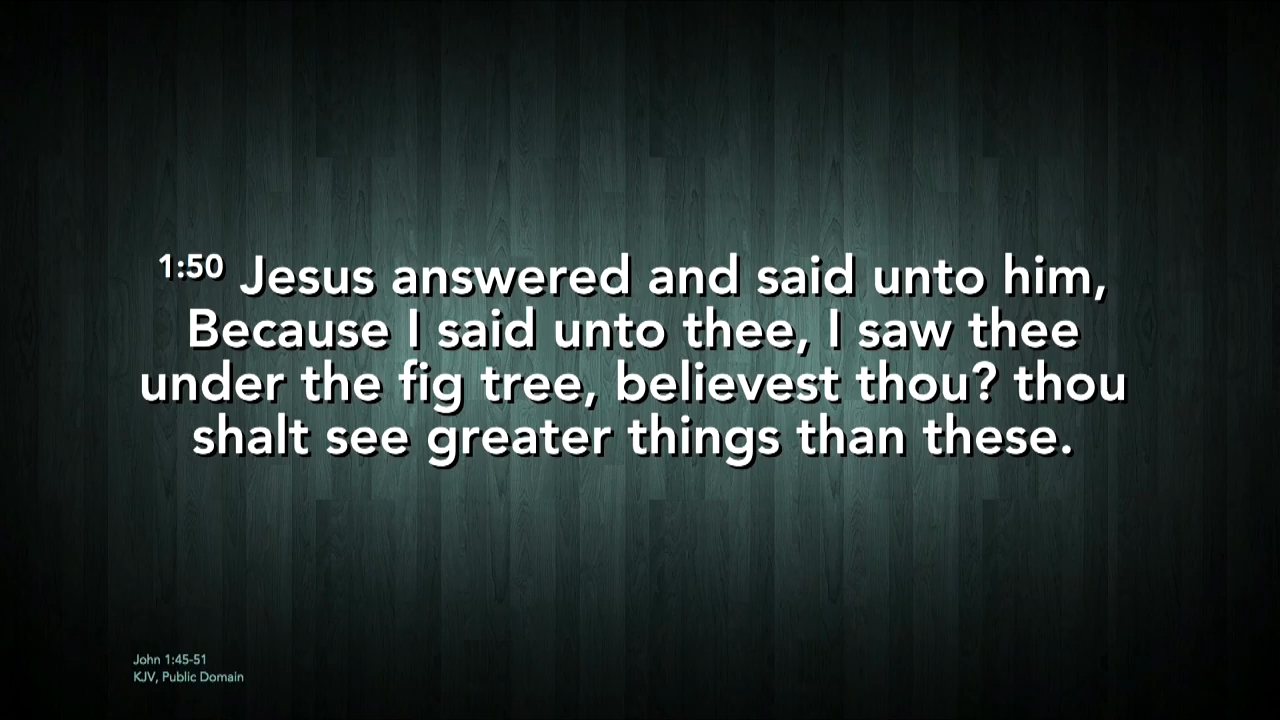 1:50 Jesus answered and said unto him,
Because I said unto thee, I saw thee
under the fig tree, believest thou? thou
shalt see greater things than these.
John 1:45-51
KJV, Public Domain